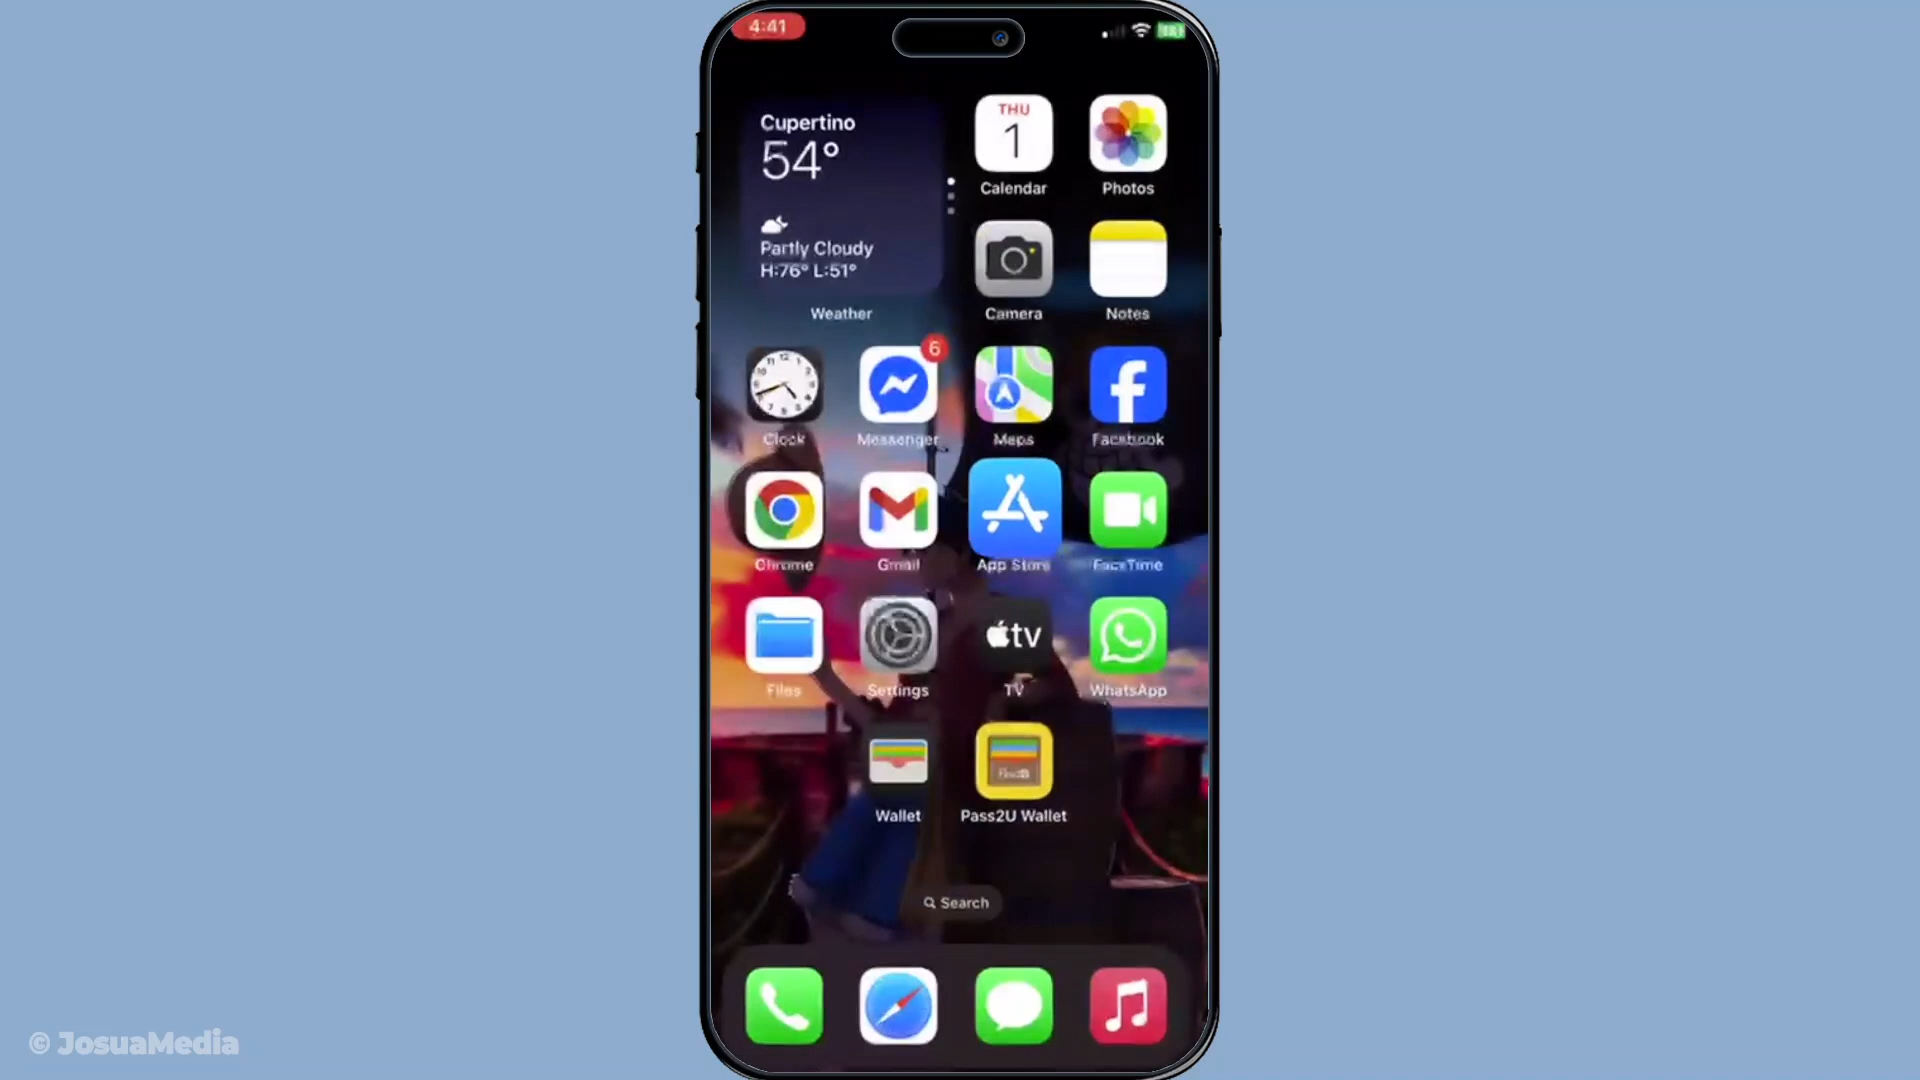 4:41
Cupertino
54°
Partly Cloudy
H:76° L:51°
Weather
THU
1
Calendar
Photos
Camera
Notes
Clock
6
Messenger
Maps
Facebook
Chrome
Gmail
App Store
FaceTime
Files
Settings
tv
TV
WhatsApp
Wallet
Pass2U Wallet
Search
© JosuaMedia